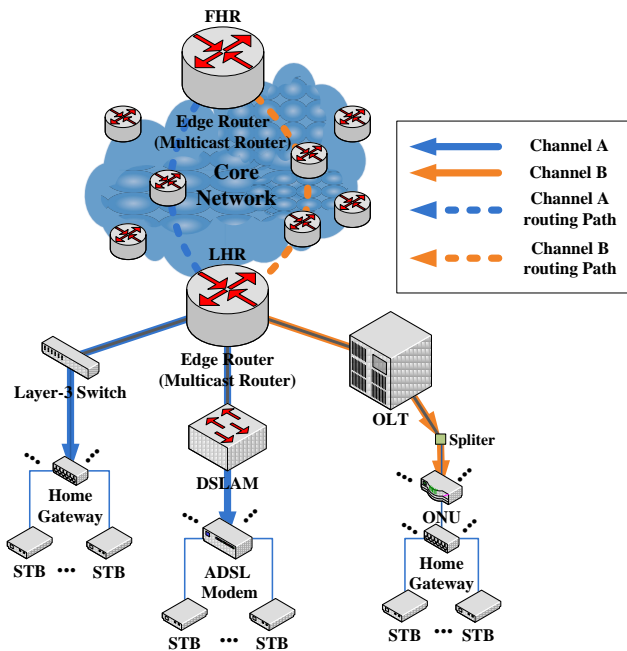 FHR
Edge Router
(Multicast Router)
Core
Network
LHR
Edge Router
(Multicast Router)
Channel A
Channel B
Channel A
routing Path
Channel B
routing Path
Layer-3 Switch
OLT
Spliter
DSLAM
ONU
Home
Gateway
STB
STB
ADSL
Modem
STB
STB
Home
Gateway
STB
STB